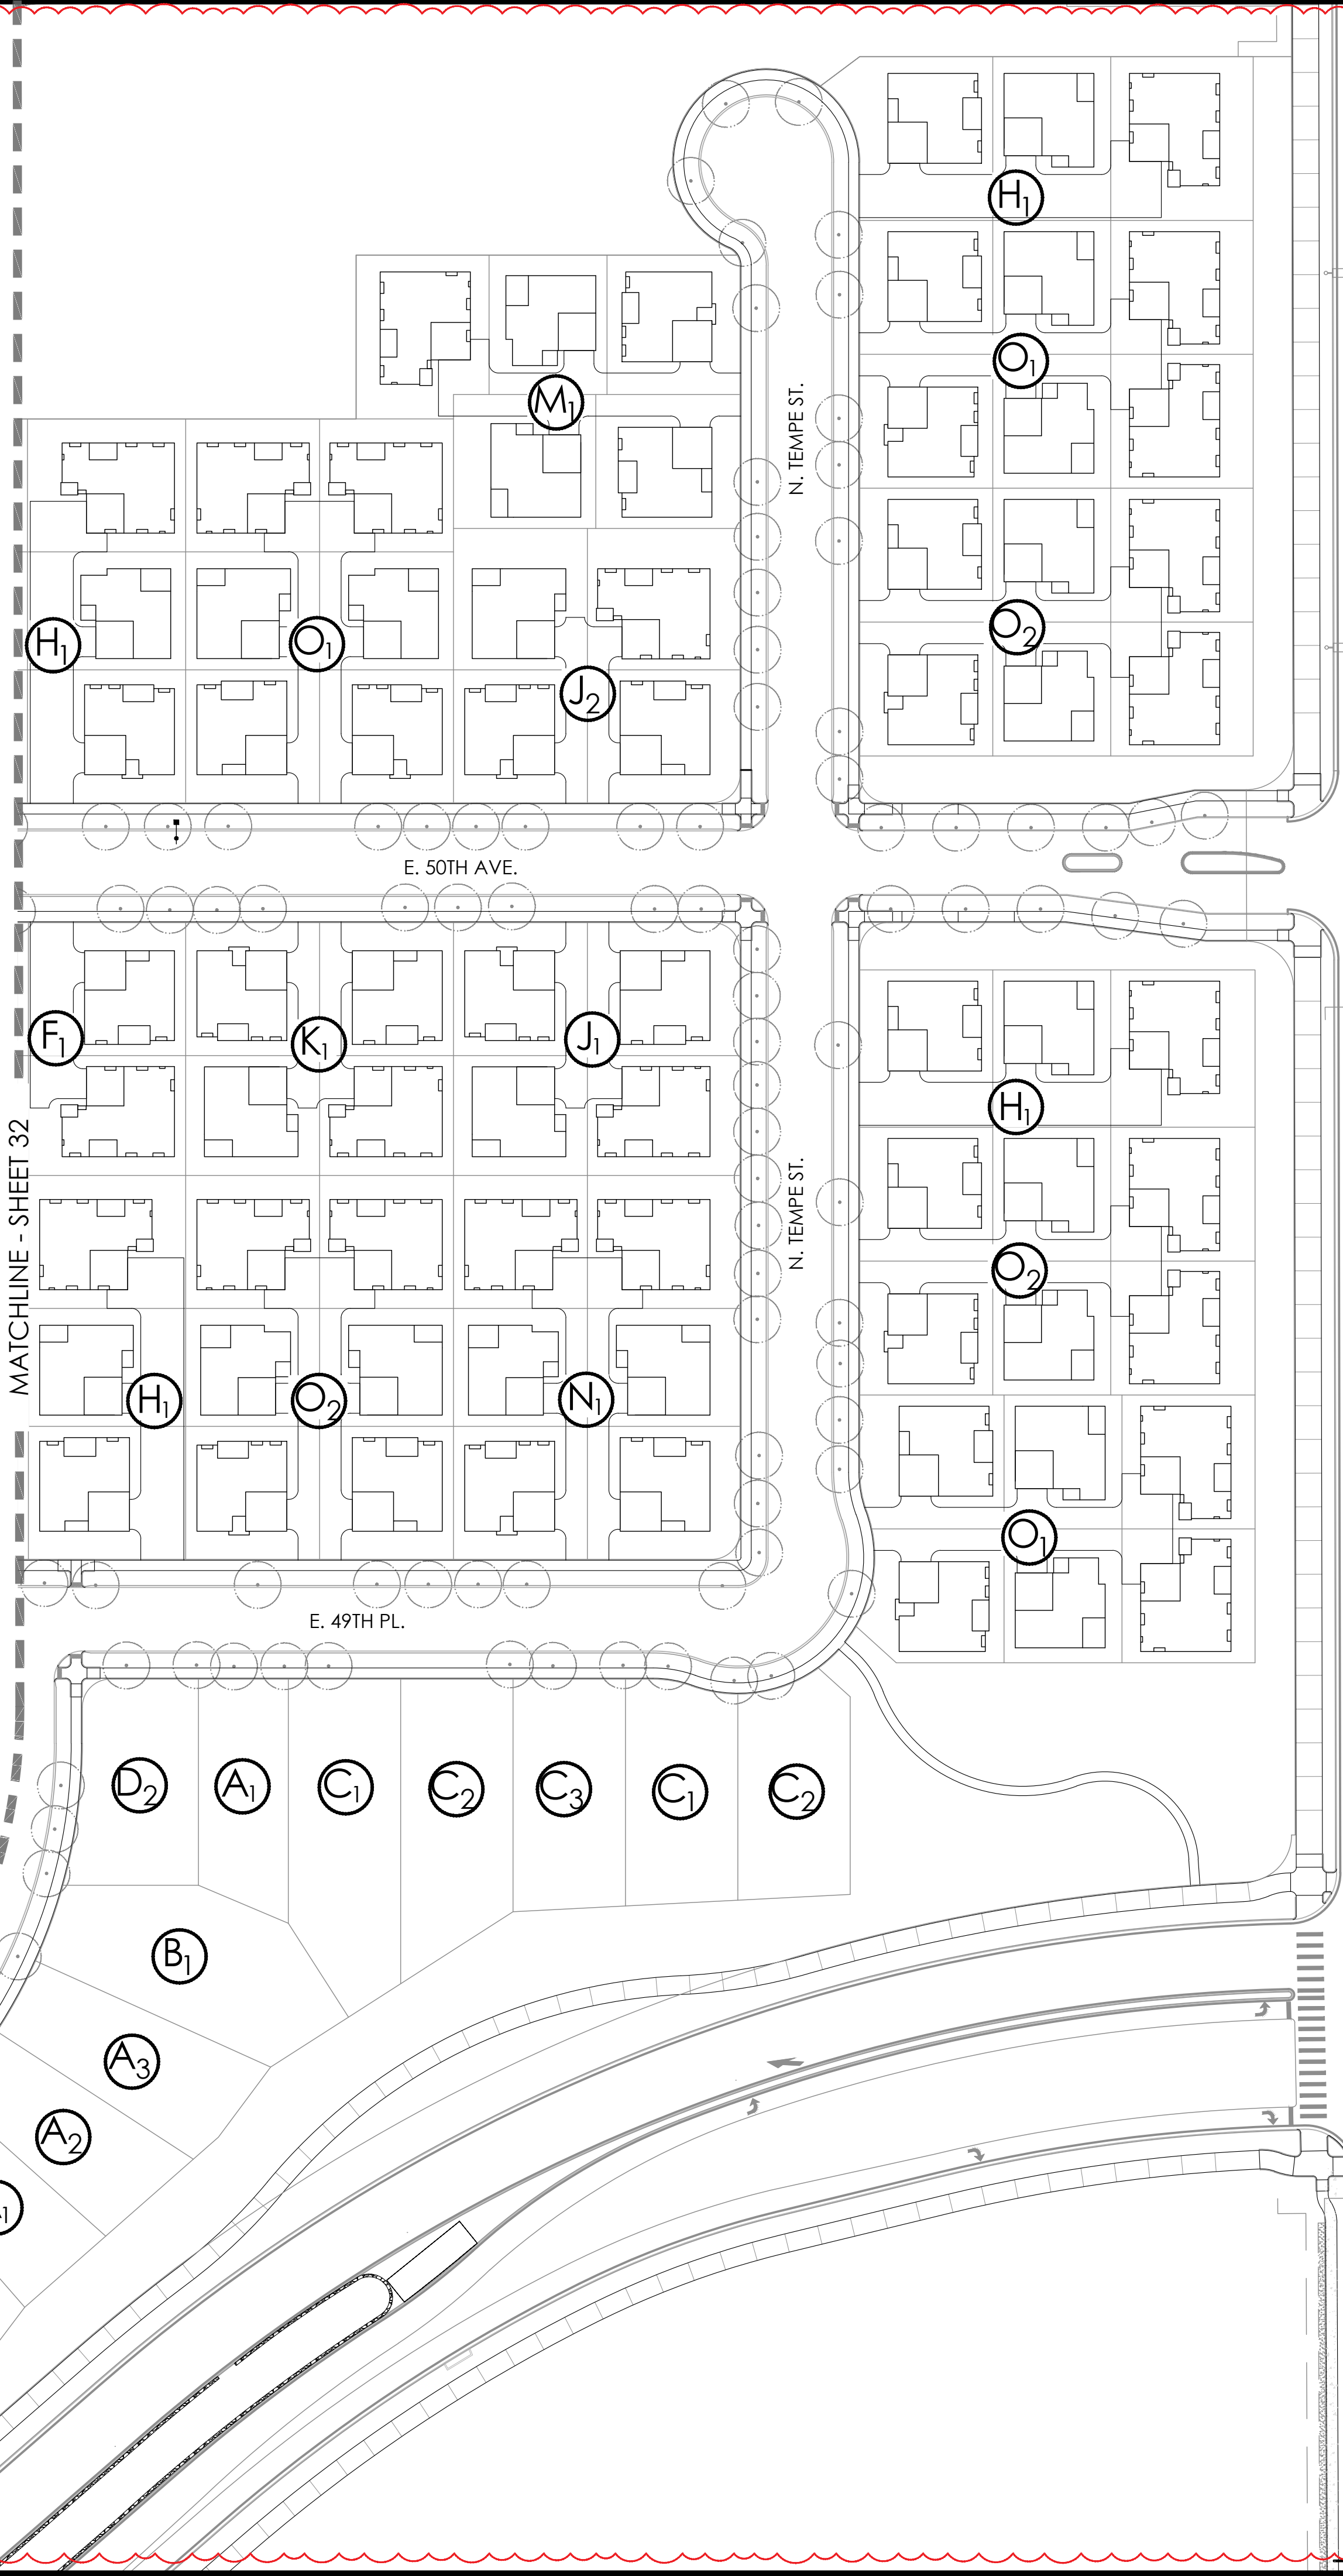 H1
O1
M1
N. TEMPE ST.
O2
H1
O1
J2
E. 50TH AVE.
F1
K1
J1
H1
MATCHLINE - SHEET 32
N. TEMPE ST.
O2
H1
O2
N1
O1
E. 49TH PL.
D2
A1
C1
C2
C3
C1
C2
B1
A3
A2
1